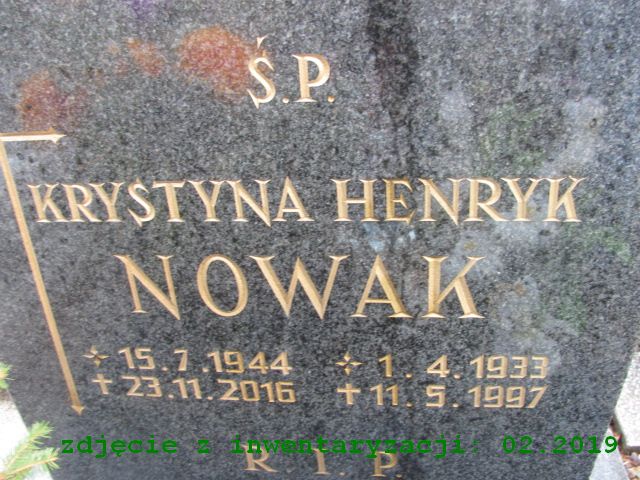 Ś.P.
KRYSTYNA HENRYK
NOWAK
15.7.1944 1.4.1933
✝ 23.11.2016 ✝ 11.5.1997
zdjęcie z inwentaryzacji: 02.2019
R.I.P.